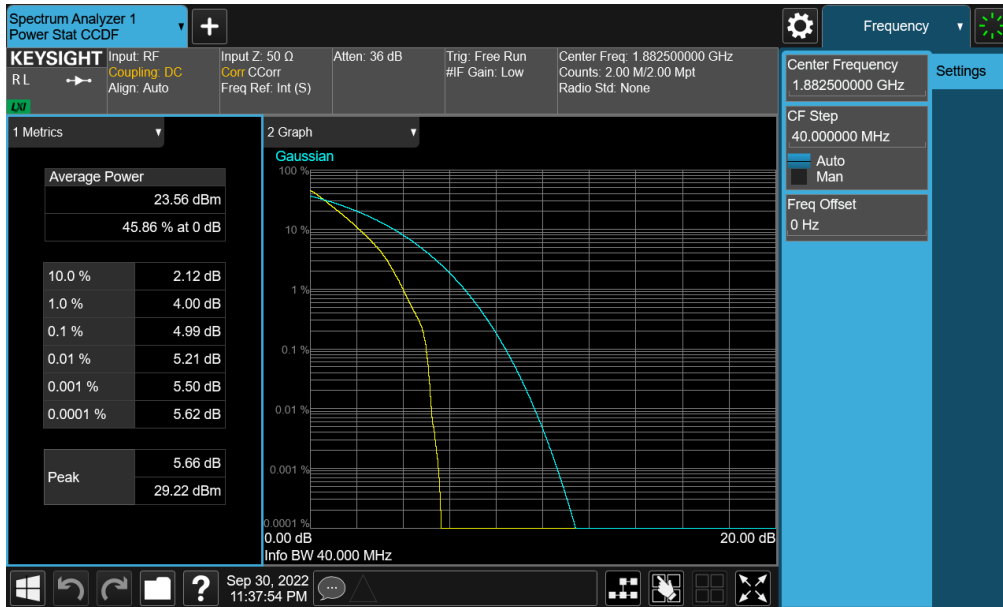 Spectrum Analyzer 1
Power Stat CCDF
▼
+
Frequency
▼
KEYSIGHT
R L
LXI
Input: RF
Coupling: DC
Align: Auto
Input Z: 50 Ω
Corr CCorr
Freq Ref: Int (S)
Atten: 36 dB
Trig: Free Run
#IF Gain: Low
Center Freq: 1.882500000 GHz
Counts: 2.00 M/2.00 Mpt
Radio Std: None
Center Frequency
1.882500000 GHz
Settings
CF Step
40.000000 MHz
Auto
Man
Freq Offset
0 Hz
1 Metrics
▼
Average Power
23.56 dBm
45.86 % at 0 dB
10.0 % 2.12 dB
1.0 % 4.00 dB
0.1 % 4.99 dB
0.01 % 5.21 dB
0.001 % 5.50 dB
0.0001 % 5.62 dB
Peak
5.66 dB
29.22 dBm
2 Graph
▼
Gaussian
100 %
10 %
1 %
0.1 %
0.01 %
0.001 %
0.0001 %
0.00 dB 20.00 dB
Info BW 40.000 MHz
?
Sep 30, 2022
11:37:54 PM